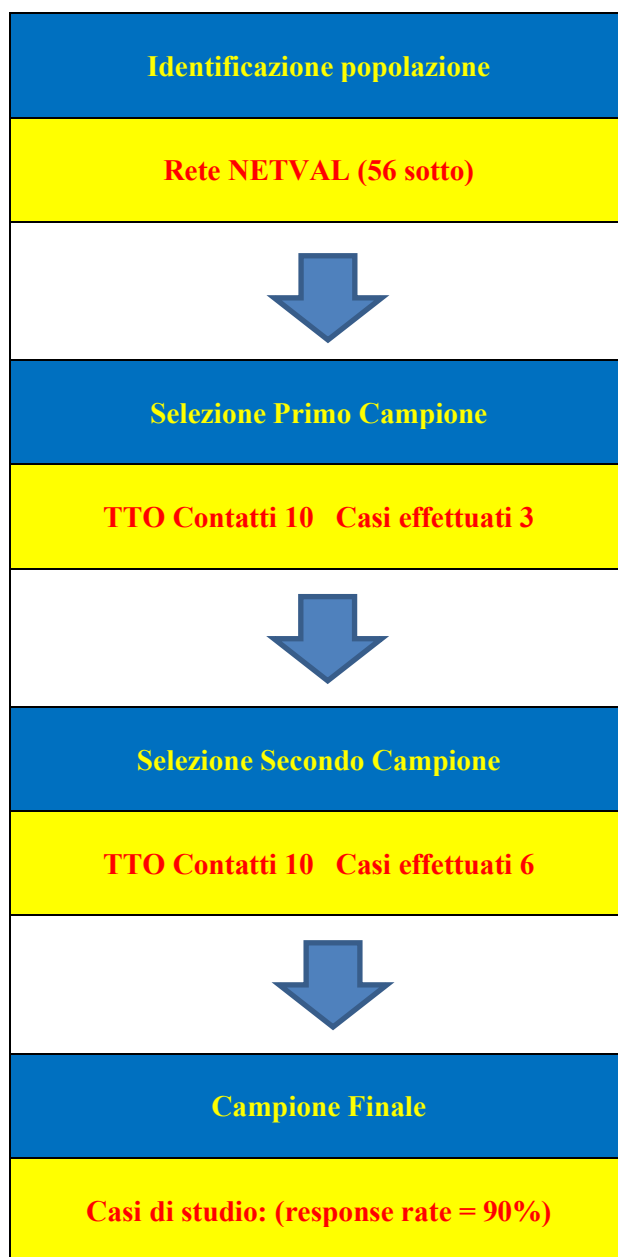 Identificazione popolazione
Rete NETVAL (56 sotto)
Selezione Primo Campione
TTO Contatti 10 Casi effettuati 3
Selezione Secondo Campione
TTO Contatti 10 Casi effettuati 6
Campione Finale
Casi di studio: (response rate = 90%)